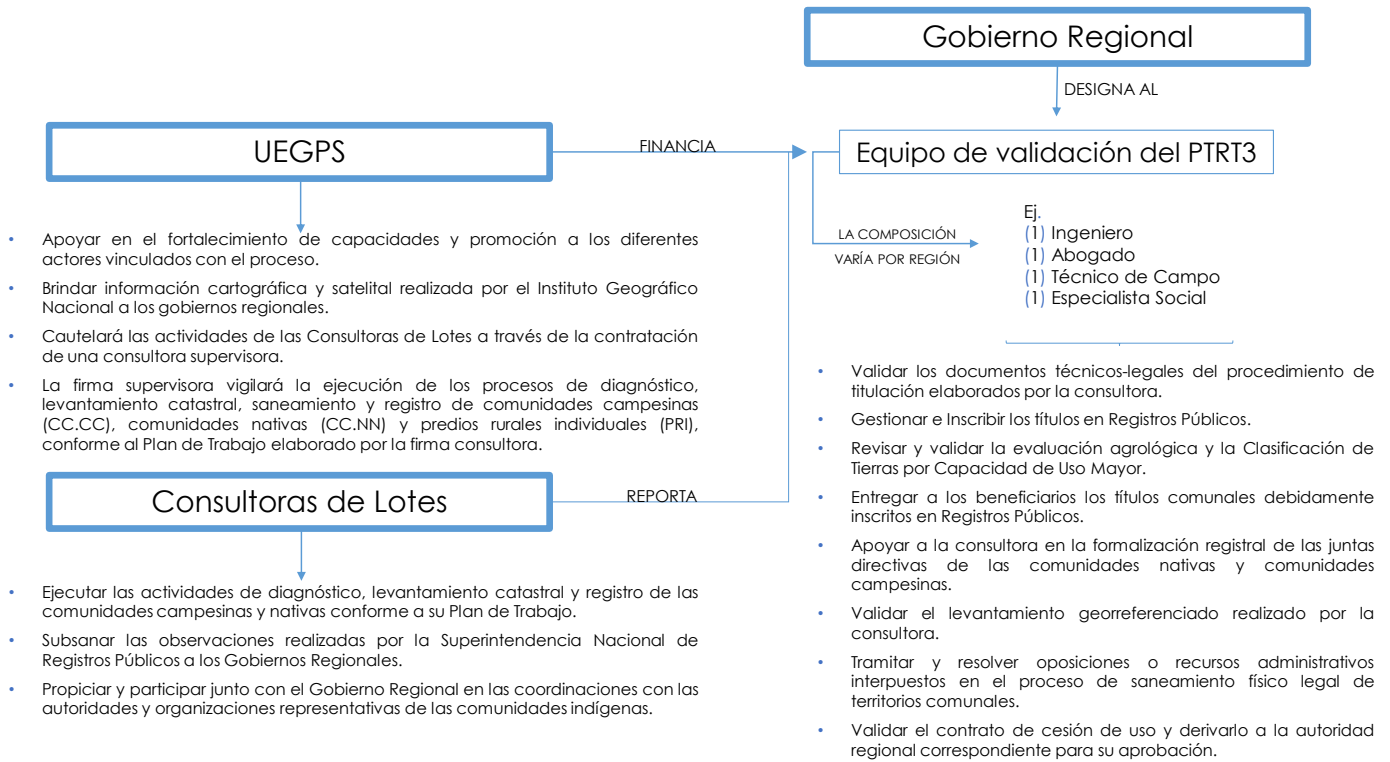 Gobierno Regional
DESIGNA AL
UEGPS
FINANCIA
Equipo de validación del PTRT3
• Apoyar en el fortalecimiento de capacidades y promoción a los diferentes
actores vinculados con el proceso.
• Brindar información cartográfica y satelital realizada por el Instituto Geográfico
Nacional a los gobiernos regionales.
• Cautelará las actividades de las Consultoras de Lotes a través de la contratación
de una consultora supervisora.
• La firma supervisora vigilará la ejecución de los procesos de diagnóstico,
levantamiento catastral, saneamiento y registro de comunidades campesinas
(CC.CC), comunidades nativas (CC.NN) y predios rurales individuales (PRI),
conforme al Plan de Trabajo elaborado por la firma consultora.
LA COMPOSICIÓN
VARÍA POR REGIÓN
Ej.
(1) Ingeniero
(1) Abogado
(1) Técnico de Campo
(1) Especialista Social
Consultoras de Lotes
REPORTA
• Ejecutar las actividades de diagnóstico, levantamiento catastral y registro de las
comunidades campesinas y nativas conforme a su Plan de Trabajo.
• Subsanar las observaciones realizadas por la Superintendencia Nacional de
Registros Públicos a los Gobiernos Regionales.
• Propiciar y participar junto con el Gobierno Regional en las coordinaciones con las
autoridades y organizaciones representativas de las comunidades indígenas.
• Validar los documentos técnicos-legales del procedimiento de
titulación elaborados por la consultora.
• Gestionar e Inscribir los títulos en Registros Públicos.
• Revisar y validar la evaluación agrológica y la Clasificación de
Tierras por Capacidad de Uso Mayor.
• Entregar a los beneficiarios los títulos comunales debidamente
inscritos en Registros Públicos.
• Apoyar a la consultora en la formalización registral de las juntas
directivas de las comunidades nativas y comunidades
campesinas.
• Validar el levantamiento georreferenciado realizado por la
consultora.
• Tramitar y resolver oposiciones o recursos administrativos
interpuestos en el proceso de saneamiento físico legal de
territorios comunales.
• Validar el contrato de cesión de uso y derivarlo a la autoridad
regional correspondiente para su aprobación.